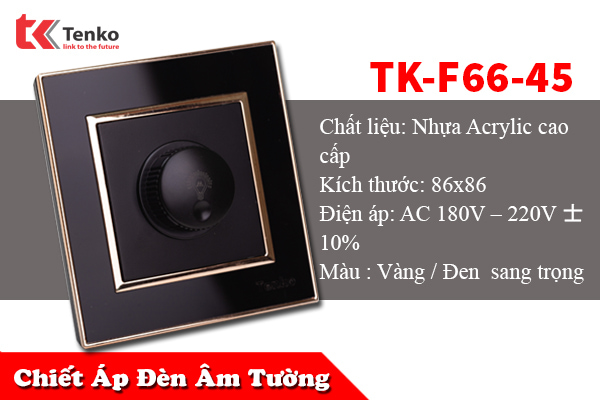 Tenko
link to the future
TK-F66-45
Chất liệu: Nhựa Acrylic cao
cấp
Kích thước: 86x86
Điện áp: AC 180V – 220V ±
10%
Màu : Vàng / Đen sang trọng
Tenko
Chiết Áp Đèn Âm Tường